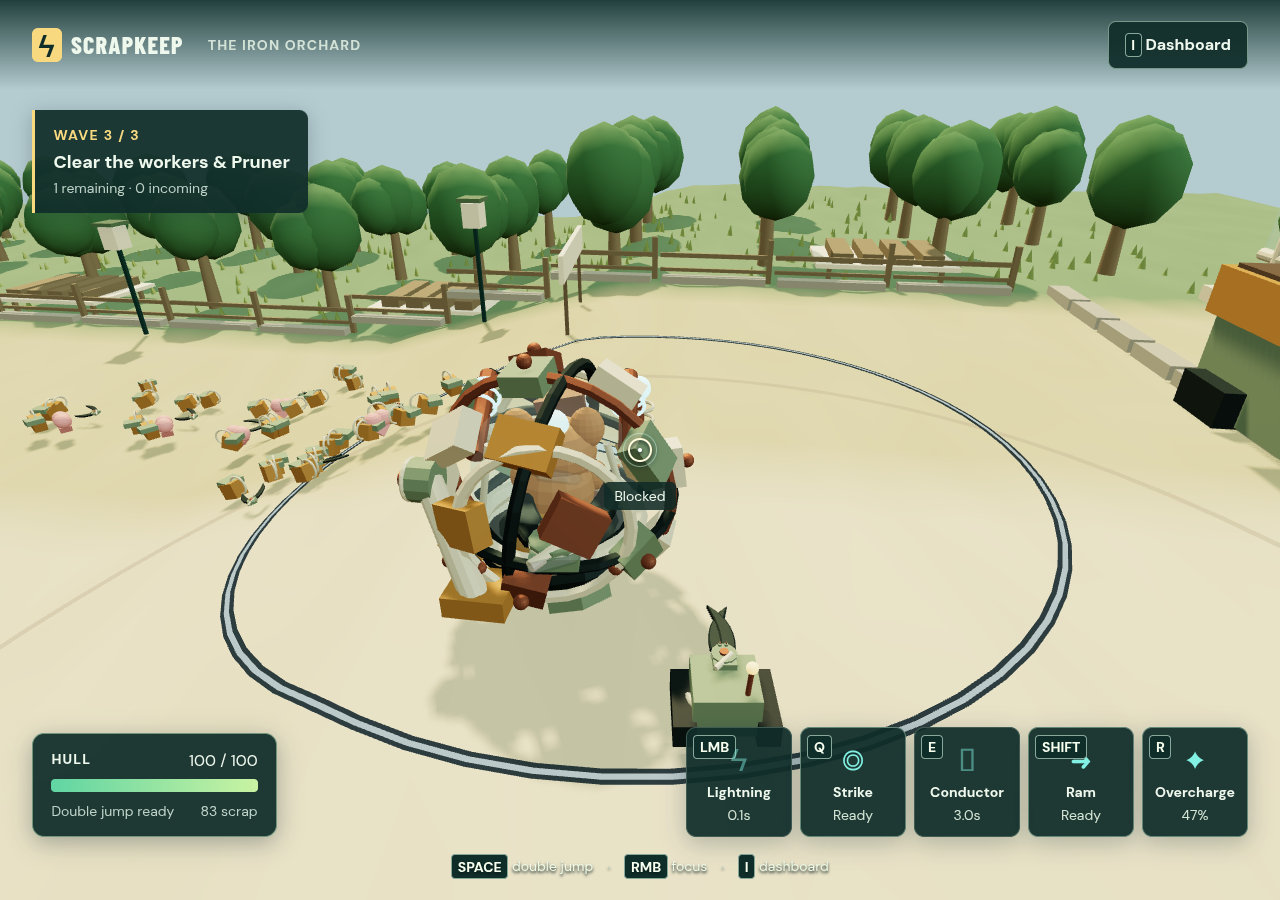 SCRAPKEEP
THE IRON ORCHARD
I Dashboard
WAVE 3 / 3
Clear the workers & Pruner
1 remaining · 0 incoming
Blocked
HULL 100 / 100
Double jump ready 83 scrap
LMB
Lightning
0.1s
Q
Strike
Ready
E
Conductor
3.0s
SHIFT
Ram
Ready
R
Overcharge
47%
SPACE double jump · RMB focus · I dashboard